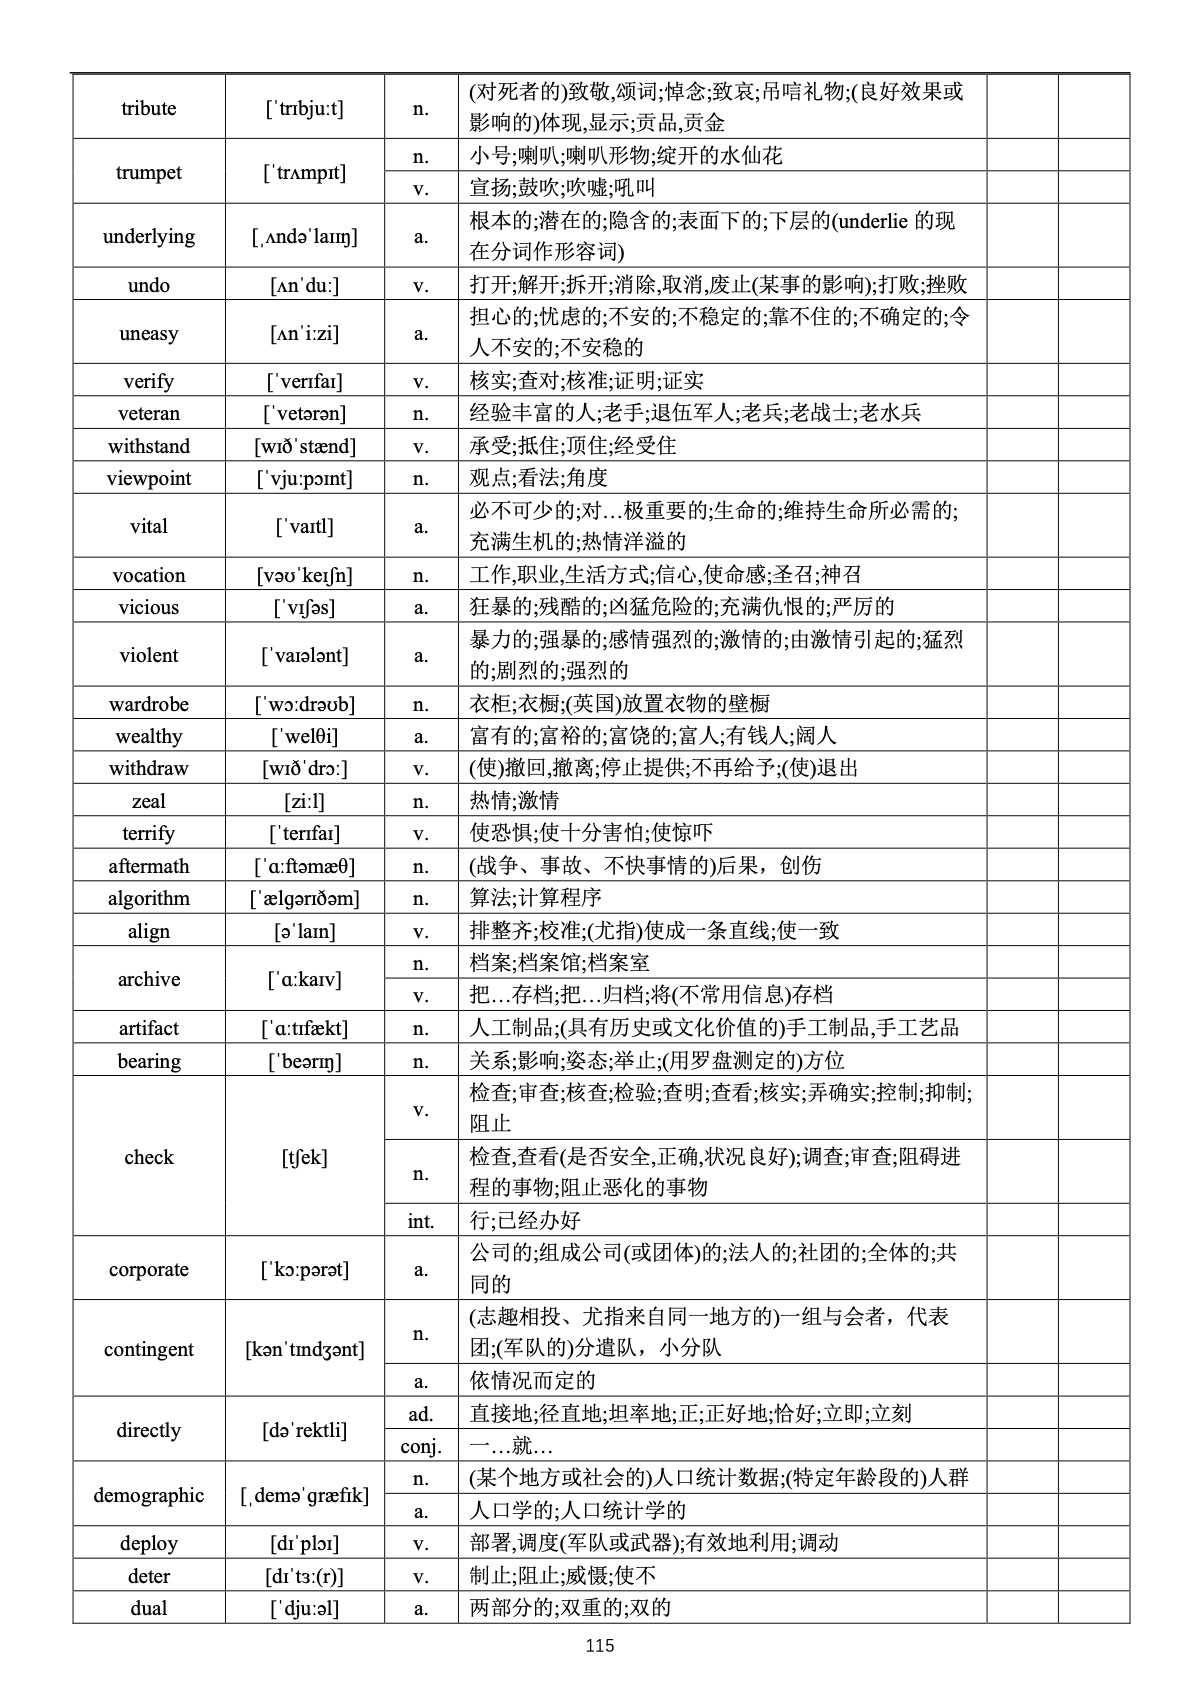 tribute [ˈtrɪbjuːt] n. (对死者的)致敬,颂词;悼念;致哀;吊唁礼物;(良好效果或
影响的)体现,显示;贡品,贡金
trumpet [ˈtrʌmpɪt] n. 小号;喇叭;喇叭形物;绽开的水仙花
v. 宣扬;鼓吹;吹嘘;吼叫
underlying [ˌʌndəˈlaɪɪŋ] a. 根本的;潜在的;隐含的;表面下的;下层的(underlie 的现
在分词作形容词)
undo [ʌnˈduː] v. 打开;解开;拆开;消除,取消,废止(某事的影响);打败;挫败
uneasy [ʌnˈiːzi] a. 担心的;忧虑的;不安的;不稳定的;靠不住的;不确定的;令
人不安的;不安稳的
verify [ˈverɪfaɪ] v. 核实;查对;核准;证明;证实
veteran [ˈvetərən] n. 经验丰富的人;老手;退伍军人;老兵;老战士;老水兵
withstand [wɪðˈstænd] v. 承受;抵住;顶住;经受住
viewpoint [ˈvjuːpɔɪnt] n. 观点;看法;角度
vital [ˈvaɪtl] a. 必不可少的;对…极重要的;生命的;维持生命所必需的;
充满生机的;热情洋溢的
vocation [vəʊˈkeɪʃn] n. 工作,职业,生活方式;信心,使命感;圣召;神召
vicious [ˈvɪʃəs] a. 狂暴的;残酷的;凶猛危险的;充满仇恨的;严厉的
violent [ˈvaɪələnt] a. 暴力的;强暴的;感情强烈的;激情的;由激情引起的;猛烈
的;剧烈的;强烈的
wardrobe [ˈwɔːdrəʊb] n. 衣柜;衣橱;(英国)放置衣物的壁橱
wealthy [ˈwelθi] a. 富有的;富裕的;富饶的;富人;有钱人;阔人
withdraw [wɪðˈdrɔː] v. (使)撤回,撤离;停止提供;不再给予;(使)退出
zeal [ziːl] n. 热情;激情
terrify [ˈterɪfaɪ] v. 使恐惧;使十分害怕;使惊吓
aftermath [ˈɑːftəmæθ] n. (战争、事故、不快事情的)后果，创伤
algorithm [ˈælɡərɪðəm] n. 算法;计算程序
align [əˈlaɪn] v. 排整齐;校准;(尤指)使成一条直线;使一致
archive [ˈɑːkaɪv] n. 档案;档案馆;档案室
v. 把…存档;把…归档;将(不常用信息)存档
artifact [ˈɑːtɪfækt] n. 人工制品;(具有历史或文化价值的)手工制品,手工艺品
bearing [ˈbeərɪŋ] n. 关系;影响;姿态;举止;(用罗盘测定的)方位
check [tʃek] v. 检查;审查;核查;检验;查明;查看;核实;弄确实;控制;抑制;
阻止
n. 检查,查看(是否安全,正确,状况良好);调查;审查;阻碍进
程的事物;阻止恶化的事物
int. 行;已经办好
corporate [ˈkɔːpərət] a. 公司的;组成公司(或团体)的;法人的;社团的;全体的;共
同的
contingent [kənˈtɪndʒənt] n. (志趣相投、尤指来自同一地方的)一组与会者，代表
团;(军队的)分遣队，小分队
a. 依情况而定的
directly [dəˈrektli] ad. 直接地;径直地;坦率地;正;正好地;恰好;立即;立刻
conj. 一…就…
demographic [ˌdeməˈɡræfɪk] n. (某个地方或社会的)人口统计数据;(特定年龄段的)人群
a. 人口学的;人口统计学的
deploy [dɪˈplɔɪ] v. 部署,调度(军队或武器);有效地利用;调动
deter [dɪˈtɜː(r)] v. 制止;阻止;威慑;使不
dual [ˈdjuːəl] a. 两部分的;双重的;双的
115